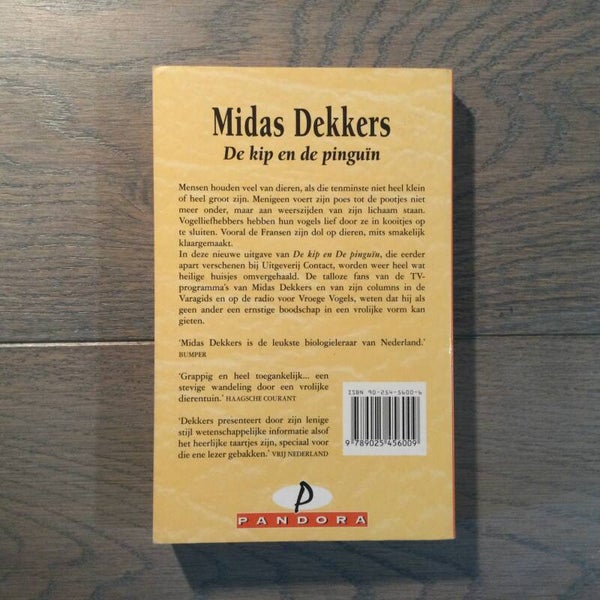 Midas Dekkers
De kip en de pinguïn
Mensen houden veel van dieren, als die tenminste niet heel klein
of heel groot zijn. Menigeen voert zijn poes tot de pootjes niet
meer onder, maar aan weerszijden van zijn lichaam staan.
Vogelliefhebbers hebben hun vogels lief door ze in kooitjes op
te sluiten. Vooral de Fransen zijn dol op dieren, mits smakelijk
klaargemaakt.
In deze nieuwe uitgave van De kip en De pinguïn, die eerder
apart verschenen bij Uitgeverij Contact, worden weer heel wat
heilige huisjes omvergehaald. De talloze fans van de TV-
programma's van Midas Dekkers en van zijn columns in de
Varagids en op de radio voor Vroege Vogels, weten dat hij als
geen ander een ernstige boodschap in een vrolijke vorm kan
gieten.
'Midas Dekkers is de leukste biologieleraar van Nederland.'
BUMPER
'Grappig en heel toegankelijk... een
stevige wandeling door een vrolijke
dierentuin.' HAAGSCHE COURANT
'Dekkers presenteert door zijn lenige
stijl wetenschappelijke informatie alsof
het heerlijke taartjes zijn, speciaal voor
die ene lezer gebakken.' VRIJ NEDERLAND
ISBN 90-254-5600-6
9 789025 456009
P
PANDORA